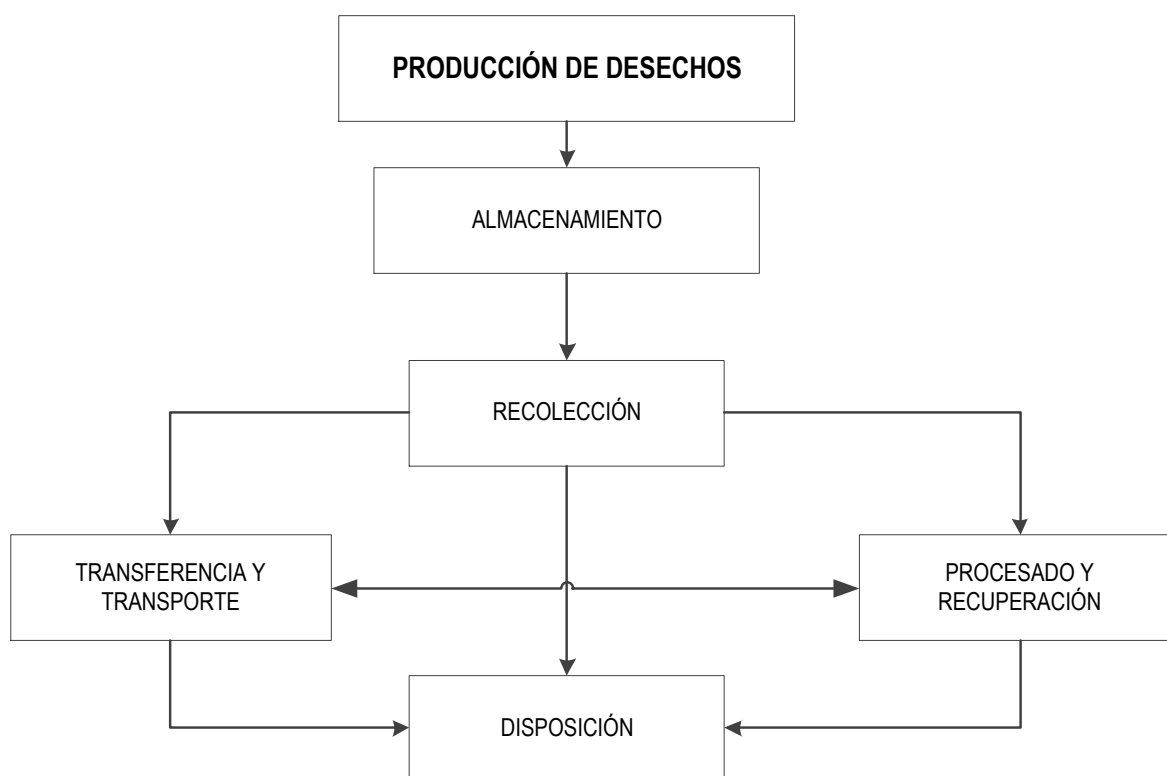 PRODUCCIÓN DE DESECHOS
ALMACENAMIENTO
RECOLECCIÓN
TRANSFERENCIA Y
TRANSPORTE
PROCESADO Y
RECUPERACIÓN
DISPOSICIÓN